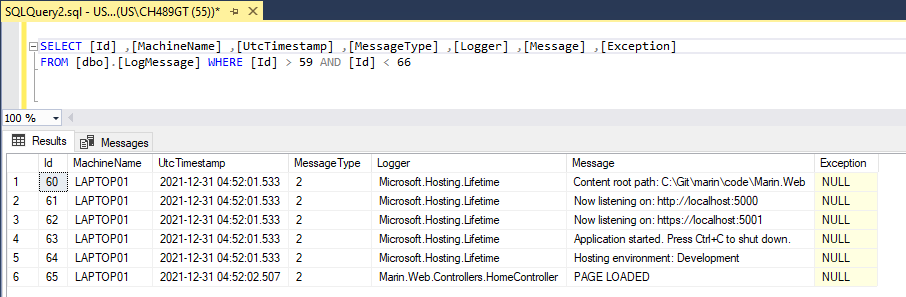 SQLQuery2.sql - US...(US\CH489GT (55))*
SELECT [Id] ,[MachineName] ,[UtcTimestamp] ,[MessageType] ,[Logger] ,[Message] ,[Exception]
FROM [dbo].[LogMessage] WHERE [Id] > 59 AND [Id] < 66
100 %
Results Messages
Id MachineName UtcTimestamp MessageType Logger Message Exception
1 60 LAPTOP01 2021-12-31 04:52:01.533 2 Microsoft.Hosting.Lifetime Content root path: C:\Git\marin\code\Marin.Web NULL
2 61 LAPTOP01 2021-12-31 04:52:01.533 2 Microsoft.Hosting.Lifetime Now listening on: http://localhost:5000 NULL
3 62 LAPTOP01 2021-12-31 04:52:01.533 2 Microsoft.Hosting.Lifetime Now listening on: https://localhost:5001 NULL
4 63 LAPTOP01 2021-12-31 04:52:01.533 2 Microsoft.Hosting.Lifetime Application started. Press Ctrl+C to shut down. NULL
5 64 LAPTOP01 2021-12-31 04:52:01.533 2 Microsoft.Hosting.Lifetime Hosting environment: Development NULL
6 65 LAPTOP01 2021-12-31 04:52:02.507 2 Marin.Web.Controllers.HomeController PAGE LOADED NULL